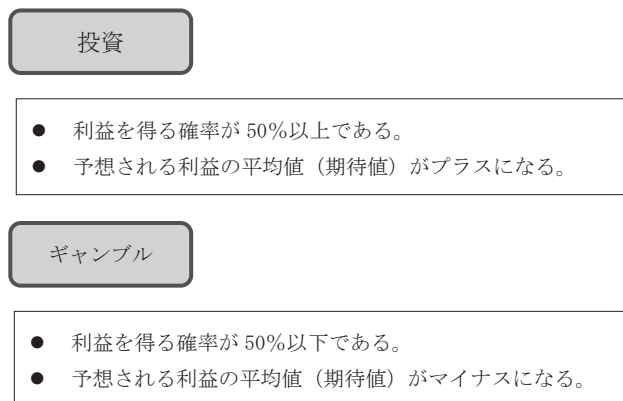 投資
● 利益を得る確率が 50%以上である。
● 予想される利益の平均値（期待値）がプラスになる。
ギャンブル
● 利益を得る確率が 50%以下である。
● 予想される利益の平均値（期待値）がマイナスになる。